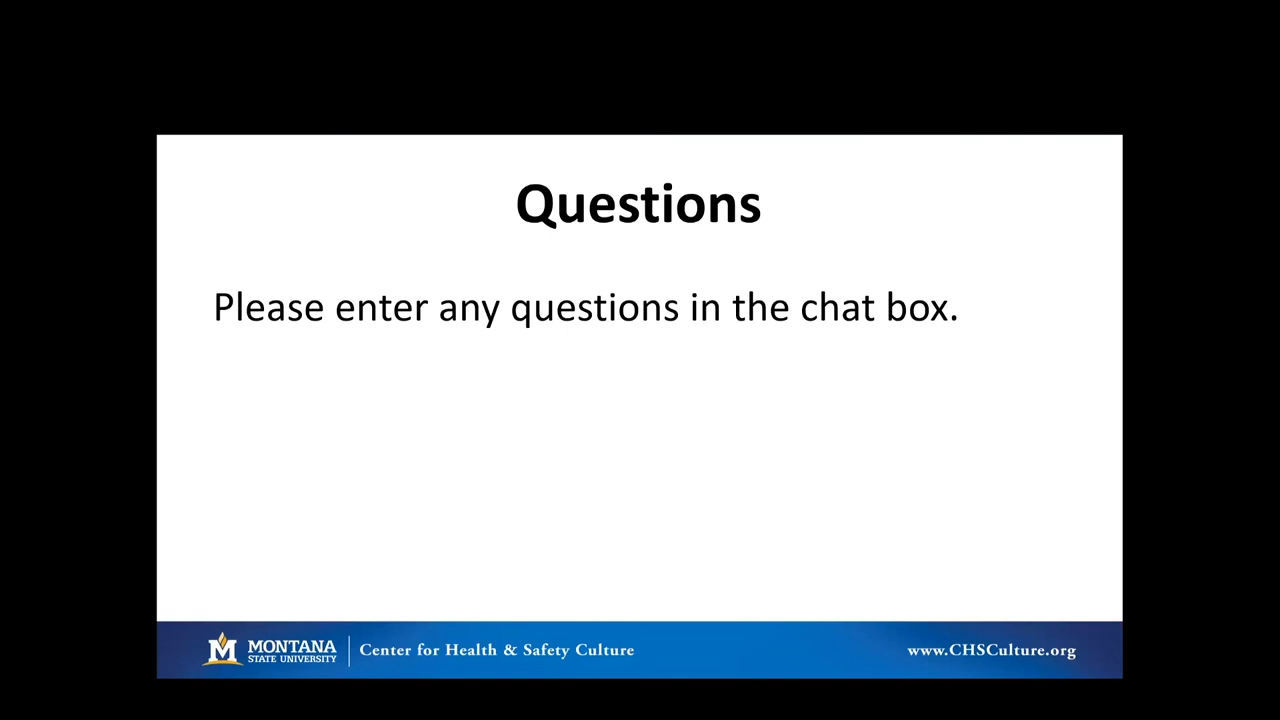 Questions
Please enter any questions in the chat box.
M MONTANA
STATE UNIVERSITY
Center for Health & Safety Culture
www.CHSCulture.org